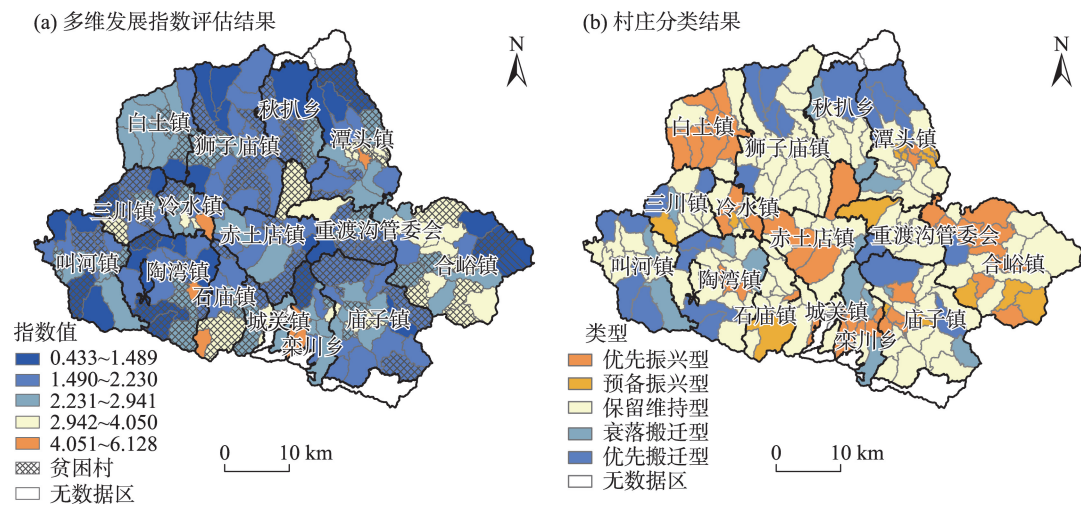 (a) 多维发展指数评估结果
N
秋扒乡
白土镇
狮子庙镇
潭头镇
三川镇
冷水镇
赤土店镇
重渡沟管委会
叫河镇
陶湾镇
合峪镇
石庙镇
城关镇
庙子镇
栾川乡
指数值
0.433~1.489
1.490~2.230
2.231~2.941
2.942~4.050
4.051~6.128
贫困村
无数据区
0 10 km
(b) 村庄分类结果
N
秋扒乡
白土镇
狮子庙镇
潭头镇
三川镇
冷水镇
赤土店镇
重渡沟管委会
叫河镇
陶湾镇
合峪镇
石庙镇
城关镇
庙子镇
栾川乡
类型
优先振兴型
预备振兴型
保留维持型
衰落搬迁型
优先搬迁型
无数据区
0 10 km